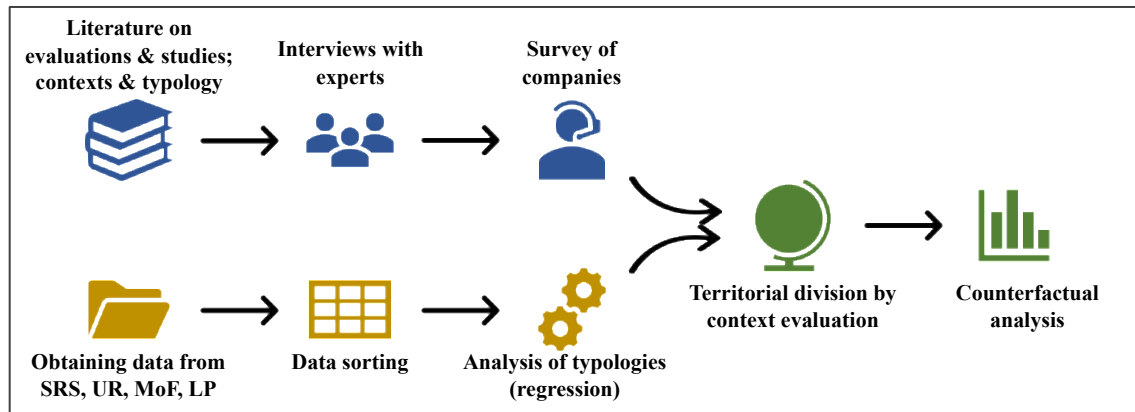 Literature on
evaluations & studies;
contexts & typology
Interviews with
experts
Survey of
companies
Territorial division by
context evaluation
Counterfactual
analysis
Obtaining data from
SRS, UR, MoF, LP
Data sorting
Analysis of typologies
(regression)